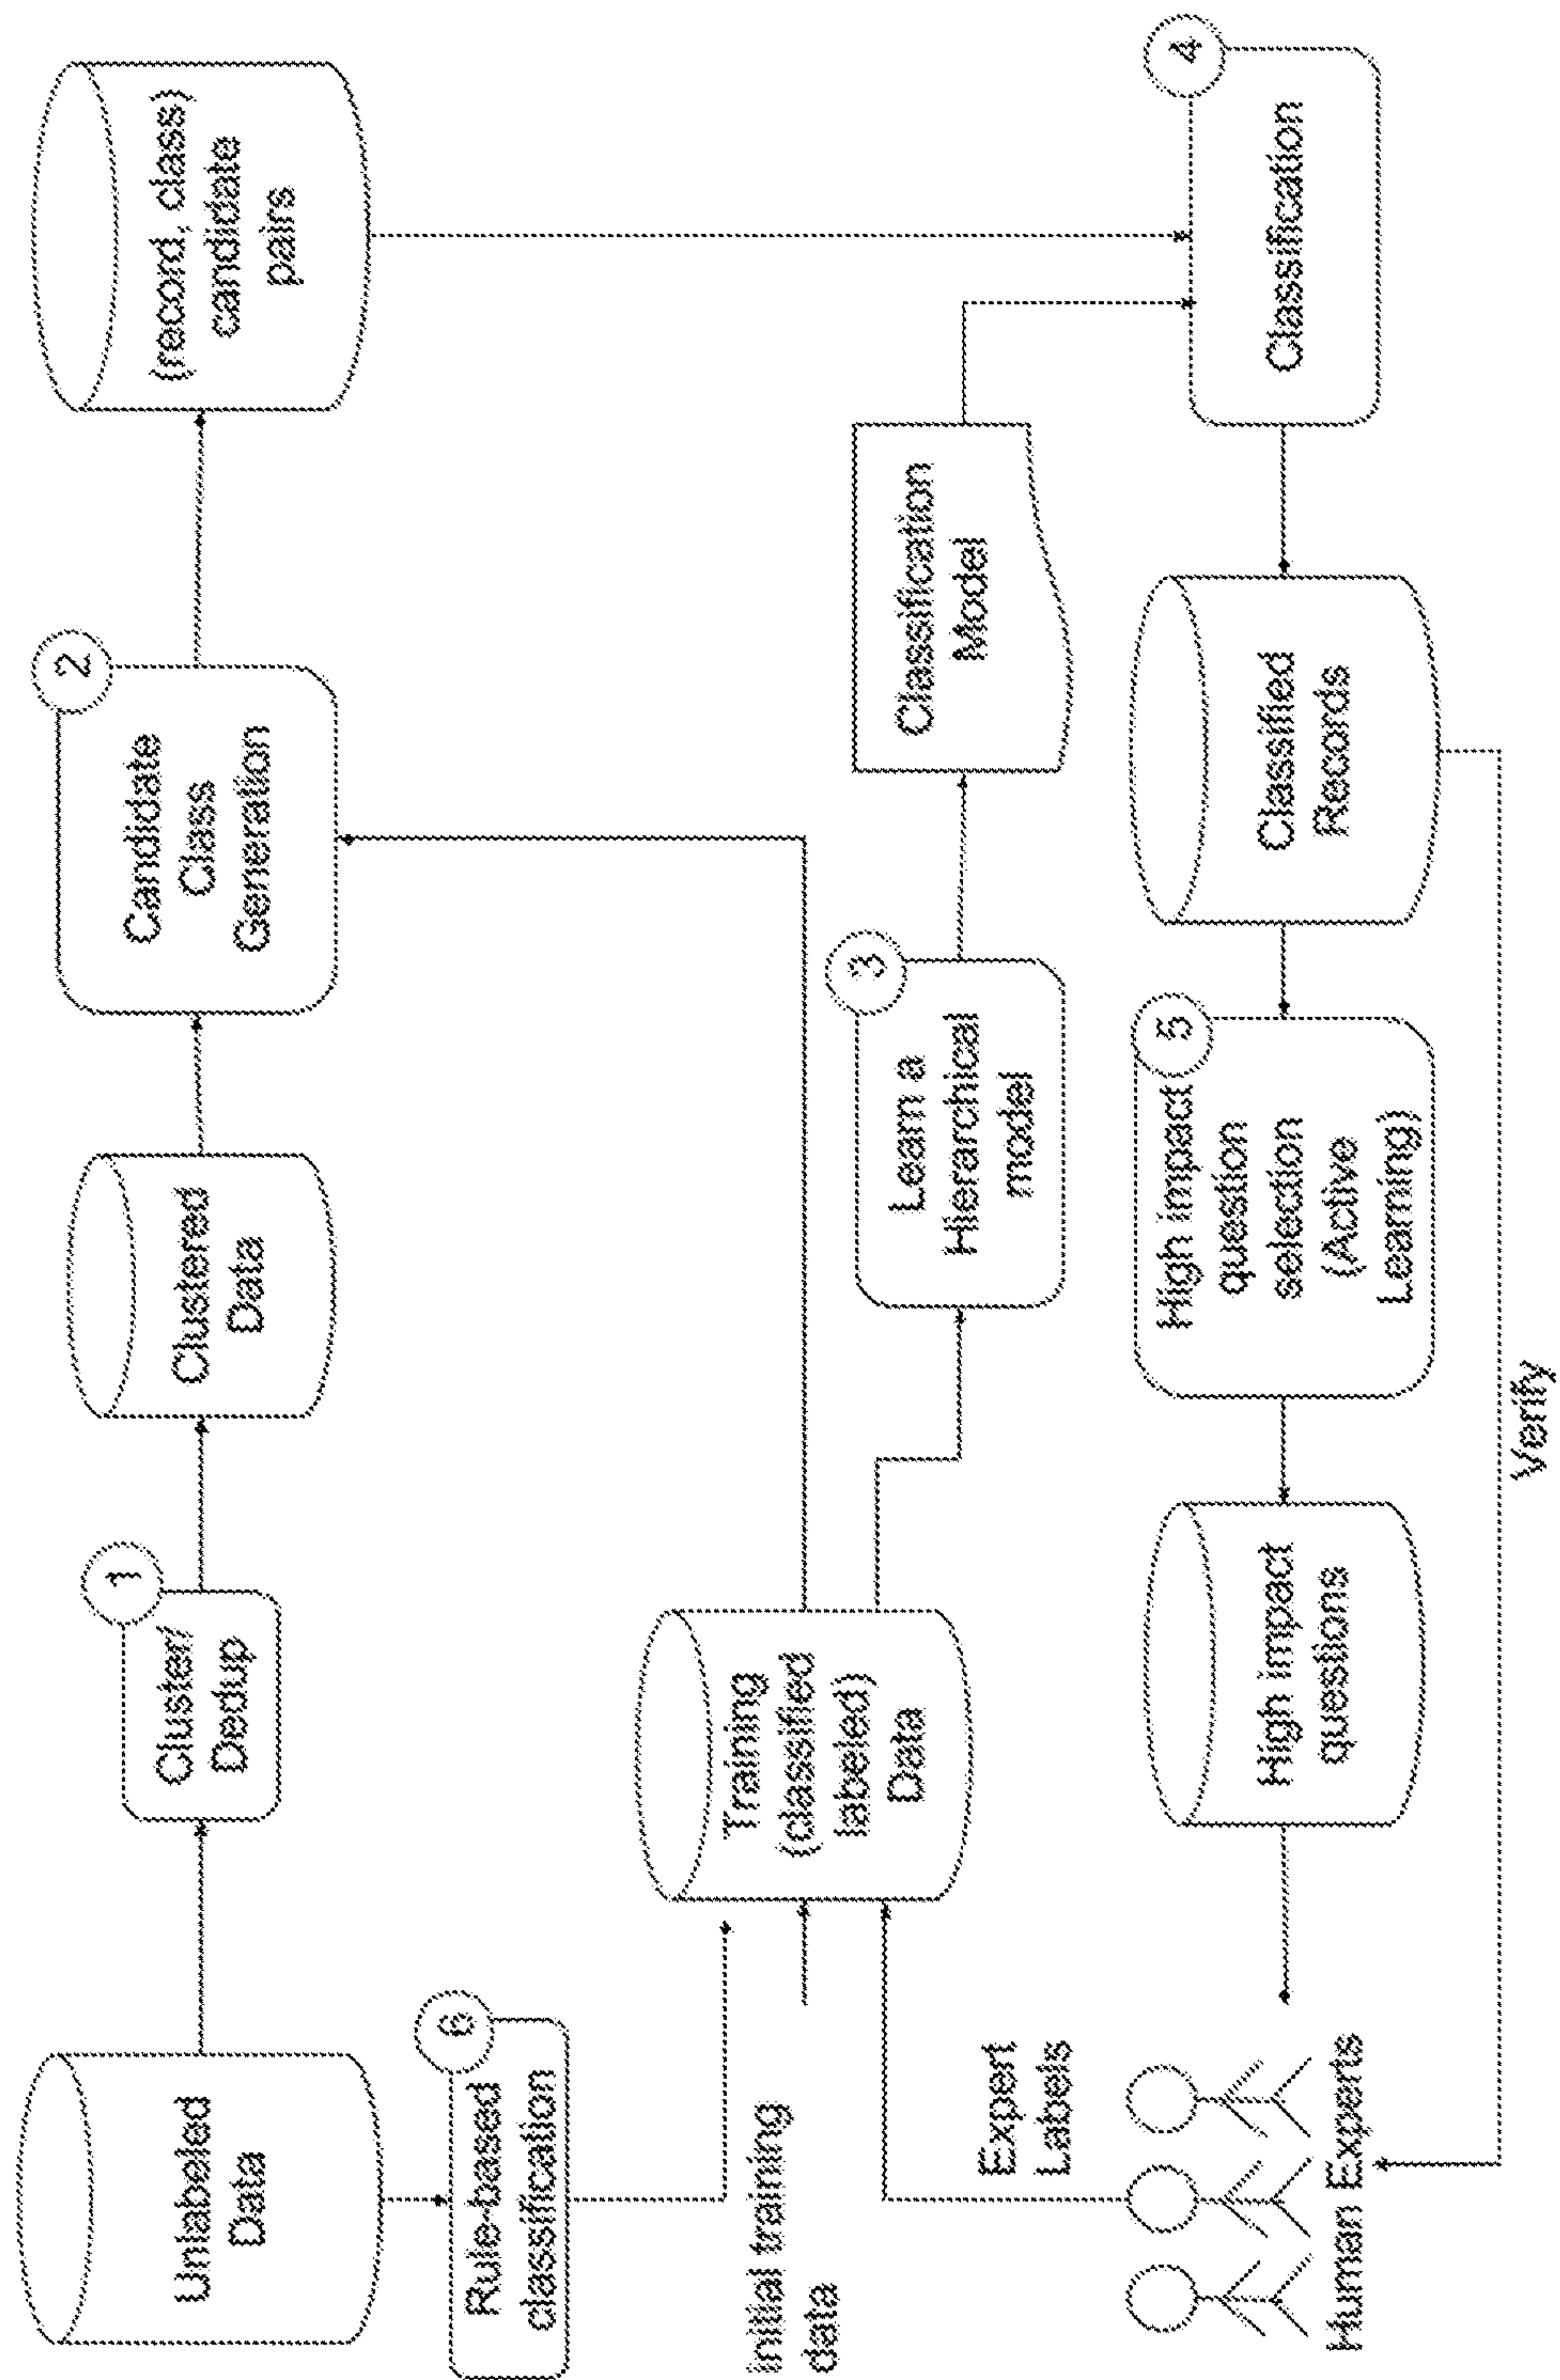 Unlabeled
Data
1
Cluster/
Dedup
Clustered
Data
2
Candidate
Class
Generation
(record, class)
candidate
pairs
6
Rule-based
classification
Initial training
data
Training
(classified
labeled)
Data
3
Learn a
Hierarchical
model
Classification
Model
Expert
Labels
Human Experts
High impact
questions
5
High impact
question
selection
(Active
Learning)
Classified
Records
4
Classification
Verify